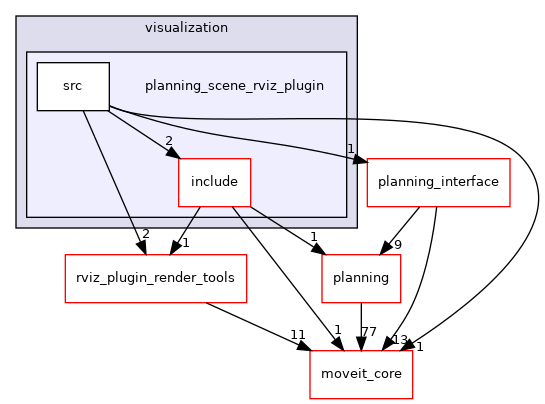 visualization
src
planning_scene_rviz_plugin
2
1
include
planning_interface
2
1
1
9
rviz_plugin_render_tools
planning
11
1
77
13
1
moveit_core